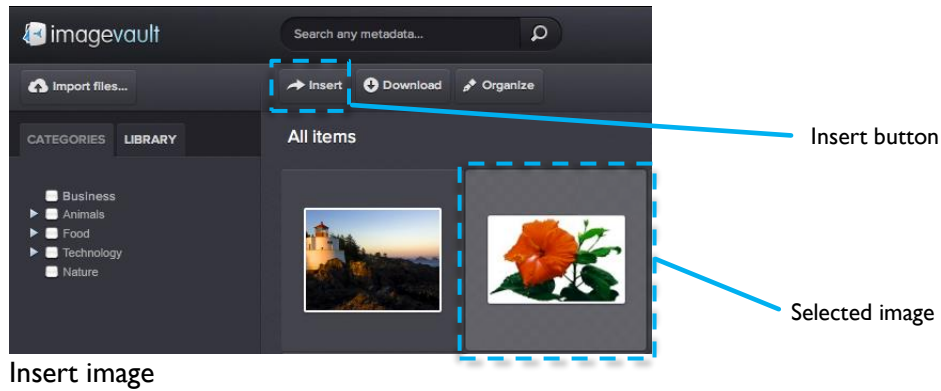 imagevault
Search any metadata...
Import files...
Insert
Download
Organize
CATEGORIES
LIBRARY
All items
Insert button
Business
Animals
Food
Technology
Nature
Selected image
Insert image